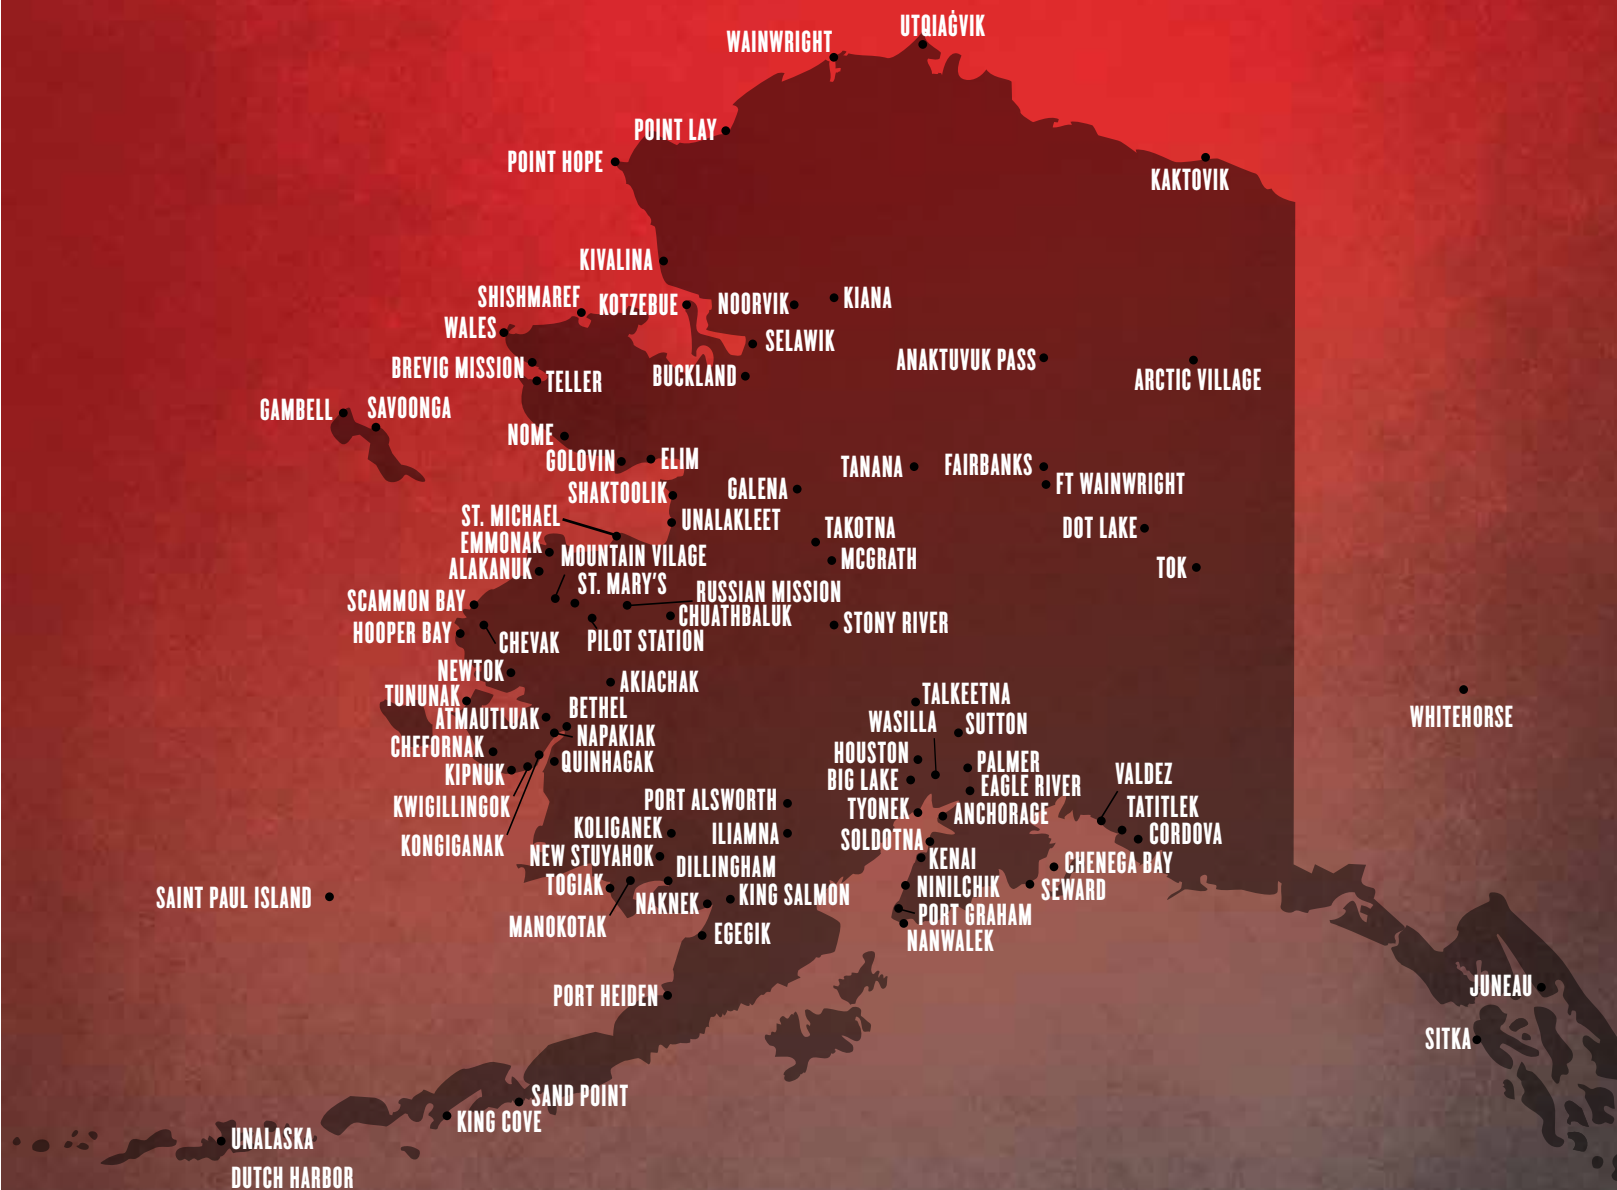 UTQIAĠVIK
WAINWRIGHT
POINT LAY
POINT HOPE
KAKTOVIK
KIVALINA
SHISHMAREF
KOTZEBUE
NOORVIK
KIANA
WALES
SELAWIK
BREVIG MISSION
TELLER
BUCKLAND
ANAKTUVUK PASS
ARCTIC VILLAGE
GAMBELL
SAVOONGA
NOME
GOLOVIN
ELIM
TANANA
FAIRBANKS
FT WAINWRIGHT
SHAKTOOLIK
GALENA
ST. MICHAEL
UNALAKLEET
TAKOTNA
DOT LAKE
EMMONAK
MOUNTAIN VILAGE
MCGRATH
ALAKANUK
ST. MARY'S
TOK
RUSSIAN MISSION
SCAMMON BAY
CHUATHBALUK
STONY RIVER
HOOPER BAY
CHEVAK
PILOT STATION
NEWTOK
AKIACHAK
TUNUNAK
TALKEETNA
BETHEL
ATMAUTLUAK
WASILLA
SUTTON
WHITEHORSE
NAPAKIAK
CHEFORNAK
HOUSTON
QUINHAGAK
PALMER
KIPNUK
BIG LAKE
VALDEZ
EAGLE RIVER
KWIGILLINGOK
PORT ALSWORTH
TYONEK
ANCHORAGE
TATITLEK
KOLIGANEK
ILIAMNA
SOLDOTNA
CORDOVA
KONGIGANAK
NEW STUYAHOK
KENAI
CHENEGA BAY
DILLINGHAM
TOGIAK
NINILCHIK
SEWARD
SAINT PAUL ISLAND
KING SALMON
NAKNEK
PORT GRAHAM
MANOKOTAK
EGEGIK
NANWALEK
PORT HEIDEN
JUNEAU
SITKA
SAND POINT
KING COVE
UNALASKA
DUTCH HARBOR